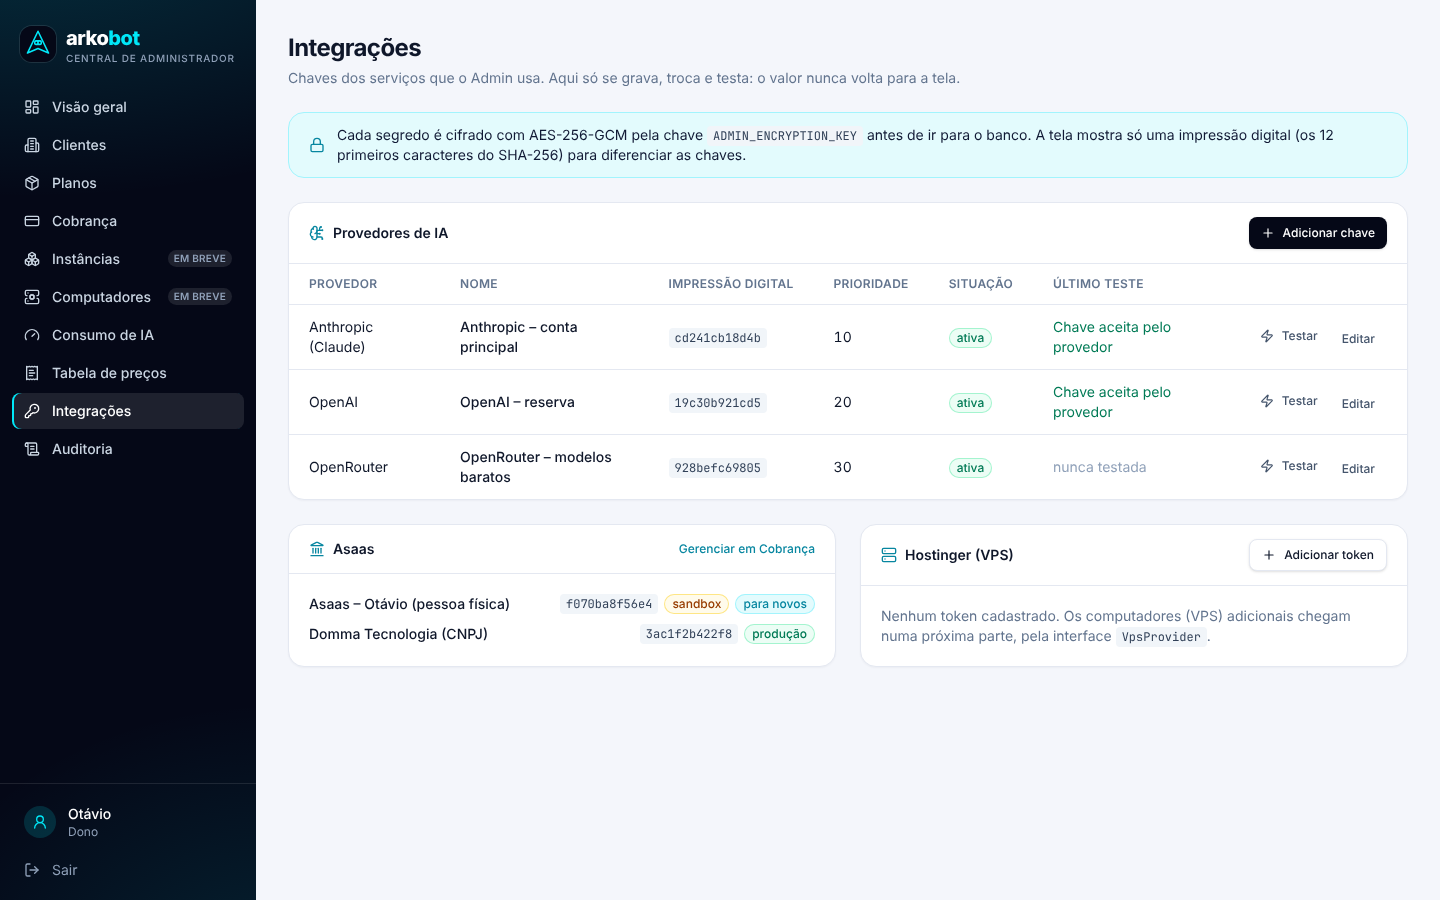 arkobot
CENTRAL DE ADMINISTRADOR
Visão geral
Clientes
Planos
Cobrança
Instâncias EM BREVE
Computadores EM BREVE
Consumo de IA
Tabela de preços
Integrações
Auditoria
Otávio
Dono
Sair
Integrações
Chaves dos serviços que o Admin usa. Aqui só se grava, troca e testa: o valor nunca volta para a tela.
Cada segredo é cifrado com AES-256-GCM pela chave ADMIN_ENCRYPTION_KEY antes de ir para o banco. A tela mostra só uma impressão digital (os 12
primeiros caracteres do SHA-256) para diferenciar as chaves.
Provedores de IA
Adicionar chave
PROVEDOR NOME IMPRESSÃO DIGITAL PRIORIDADE SITUAÇÃO ÚLTIMO TESTE
Anthropic
(Claude)
Anthropic – conta
principal
cd241cb18d4b
10
ativa
Chave aceita pelo
provedor
Testar
Editar
OpenAI
OpenAI – reserva
19c30b921cd5
20
ativa
Chave aceita pelo
provedor
Testar
Editar
OpenRouter
OpenRouter – modelos
baratos
928befc69805
30
ativa
nunca testada
Testar
Editar
Asaas
Gerenciar em Cobrança
Asaas – Otávio (pessoa física) f070ba8f56e4 sandbox para novos
Domma Tecnologia (CNPJ) 3ac1f2b422f8 produção
Hostinger (VPS)
Adicionar token
Nenhum token cadastrado. Os computadores (VPS) adicionais chegam
numa próxima parte, pela interface VpsProvider.